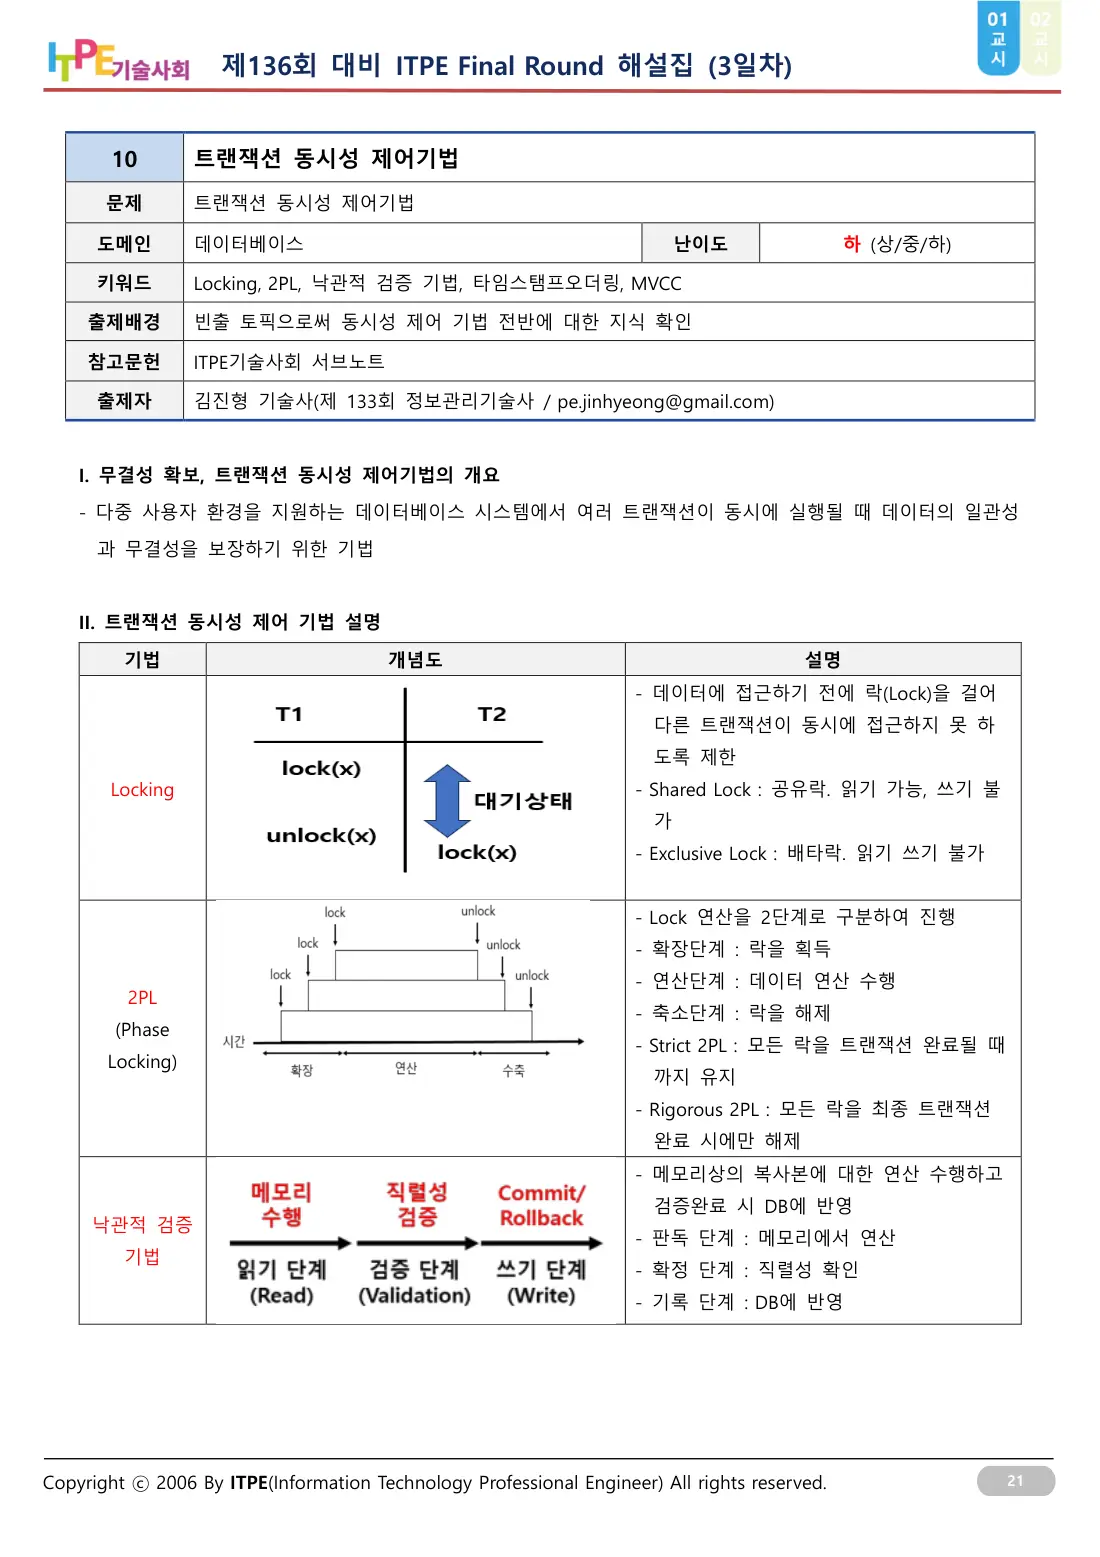 ITPE기술사회 제136회 대비 ITPE Final Round 해설집 (3일차)
01 교시
02 교시
10 트랜잭션 동시성 제어기법
문제 트랜잭션 동시성 제어기법
도메인 데이터베이스 난이도 하 (상/중/하)
키워드 Locking, 2PL, 낙관적 검증 기법, 타임스탬프오더링, MVCC
출제배경 빈출 토픽으로써 동시성 제어 기법 전반에 대한 지식 확인
참고문헌 ITPE기술사회 서브노트
출제자 김진형 기술사(제 133회 정보관리기술사 / pe.jinhyeong@gmail.com)
I. 무결성 확보, 트랜잭션 동시성 제어기법의 개요
- 다중 사용자 환경을 지원하는 데이터베이스 시스템에서 여러 트랜잭션이 동시에 실행될 때 데이터의 일관성
과 무결성을 보장하기 위한 기법
II. 트랜잭션 동시성 제어 기법 설명
기법 개념도 설명
Locking
T1 T2
lock(x)
대기상태
unlock(x)
lock(x)
- 데이터에 접근하기 전에 락(Lock)을 걸어
다른 트랜잭션이 동시에 접근하지 못 하
도록 제한
- Shared Lock : 공유락. 읽기 가능, 쓰기 불
가
- Exclusive Lock : 배타락. 읽기 쓰기 불가
2PL
(Phase
Locking)
lock unlock
lock unlock
lock unlock
시간
확장 연산 수축
- Lock 연산을 2단계로 구분하여 진행
- 확장단계 : 락을 획득
- 연산단계 : 데이터 연산 수행
- 축소단계 : 락을 해제
- Strict 2PL : 모든 락을 트랜잭션 완료될 때
까지 유지
- Rigorous 2PL : 모든 락을 최종 트랜잭션
완료 시에만 해제
낙관적 검증
기법
메모리 직렬성 Commit/
수행 검증 Rollback
읽기 단계 검증 단계 쓰기 단계
(Read) (Validation) (Write)
- 메모리상의 복사본에 대한 연산 수행하고
검증완료 시 DB에 반영
- 판독 단계 : 메모리에서 연산
- 확정 단계 : 직렬성 확인
- 기록 단계 : DB에 반영
Copyright ⓒ 2006 By ITPE(Information Technology Professional Engineer) All rights reserved.
21